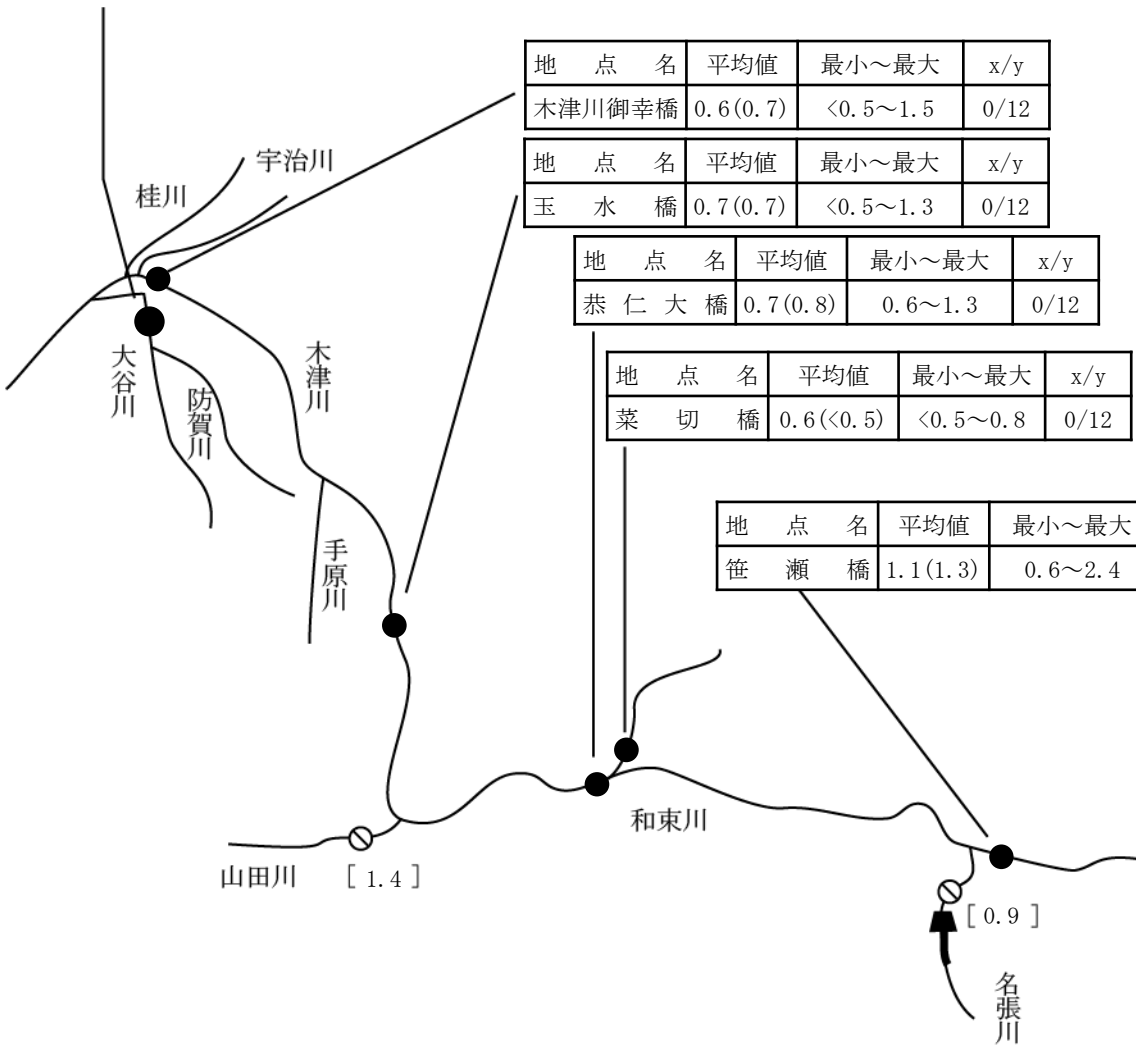 地点名 平均値 最小～最大 x/y
木津川御幸橋 0.6(0.7) <0.5～1.5 0/12
地点名 平均値 最小～最大 x/y
玉水橋 0.7(0.7) <0.5～1.3 0/12
地点名 平均値 最小～最大 x/y
恭仁大橋 0.7(0.8) 0.6～1.3 0/12
地点名 平均値 最小～最大 x/y
菜切橋 0.6(<0.5) <0.5～0.8 0/12
地点名 平均値 最小～最大
笹瀬橋 1.1(1.3) 0.6～2.4
宇治川
桂川
大谷川
防賀川
木津川
手原川
和束川
山田川
[ 1.4 ]
[ 0.9 ]
名張川